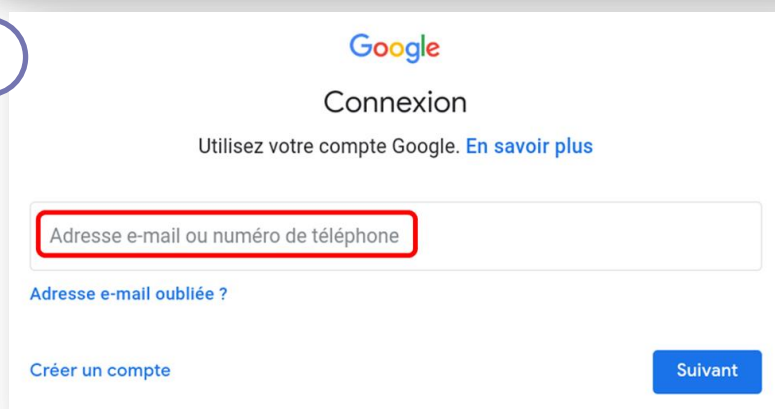 Google
Connexion
Utilisez votre compte Google. En savoir plus
Adresse e-mail ou numéro de téléphone
Adresse e-mail oubliée ?
Créer un compte
Suivant